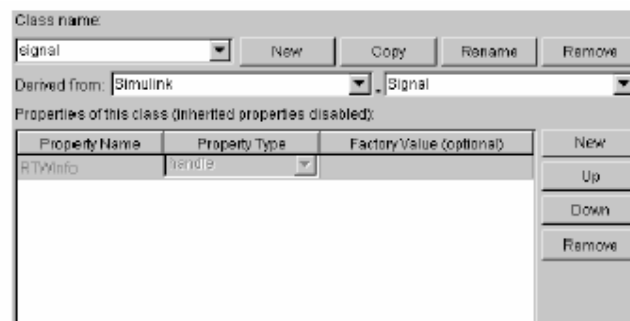 Class name:
signal New Copy Rename Remove
Derived from: Simulink . Signal
Properties of this class (inherited properties disabled):
Property Name Property Type Factory Value (optional) New
RTWInfo handle
Up
Down
Remove